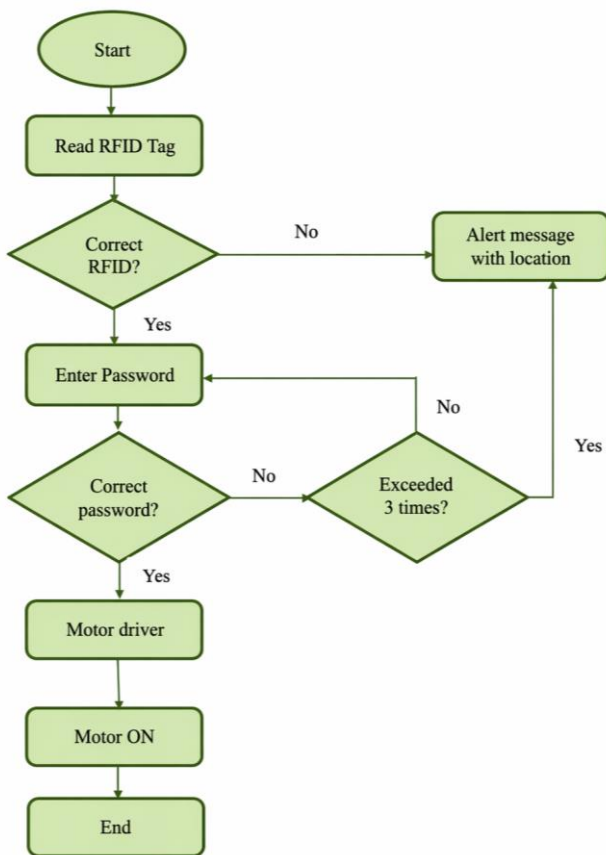 Start
Read RFID Tag
Correct
RFID?
No
Alert message
with location
Yes
Enter Password
No
Yes
Correct
password?
No
Exceeded
3 times?
Yes
Motor driver
Motor ON
End